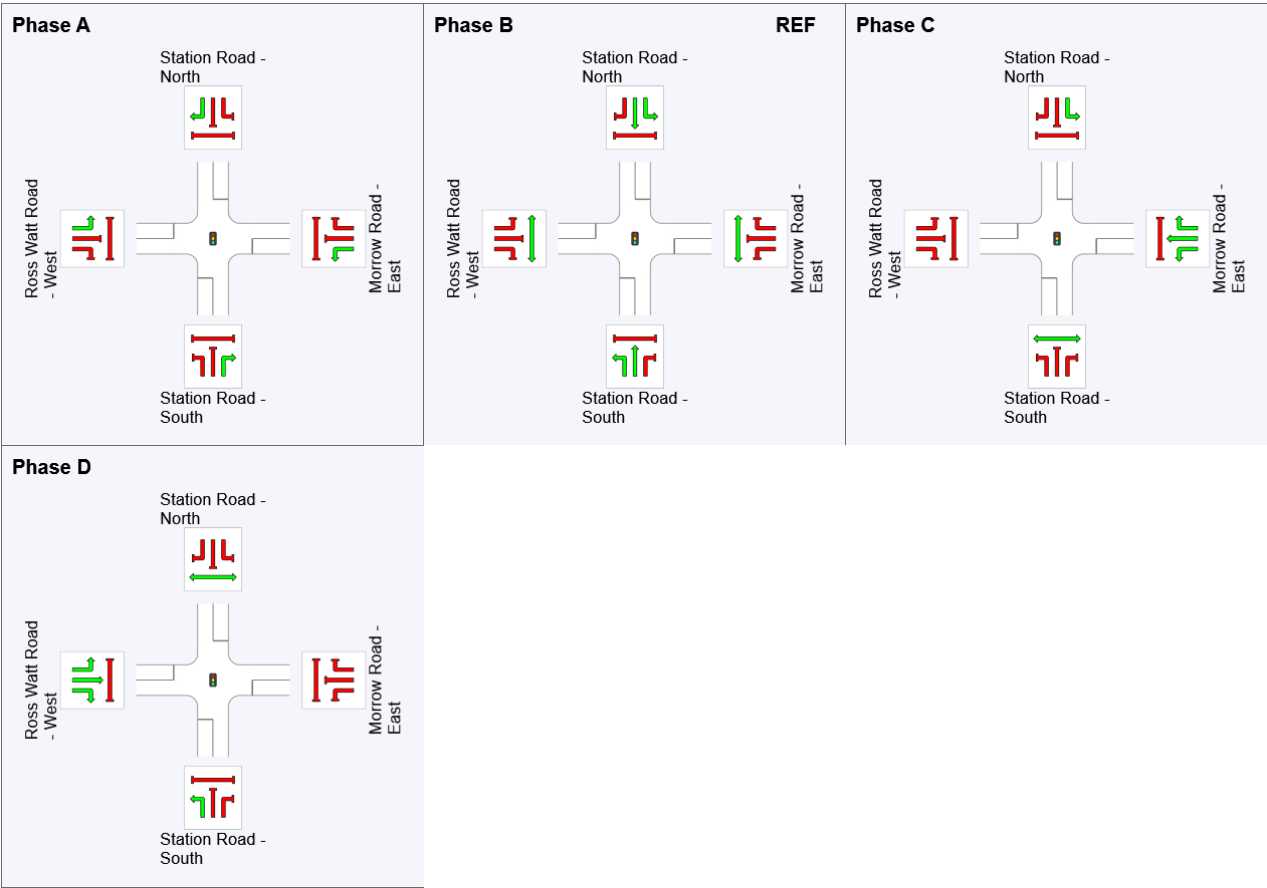 Phase A
Station Road -
North
Ross Watt Road
- West
Morrow Road -
East
Station Road -
South
Phase B
REF
Station Road -
North
Ross Watt Road
- West
Morrow Road -
East
Station Road -
South
Phase C
Station Road -
North
Ross Watt Road
- West
Morrow Road -
East
Station Road -
South
Phase D
Station Road -
North
Ross Watt Road
- West
Morrow Road -
East
Station Road -
South